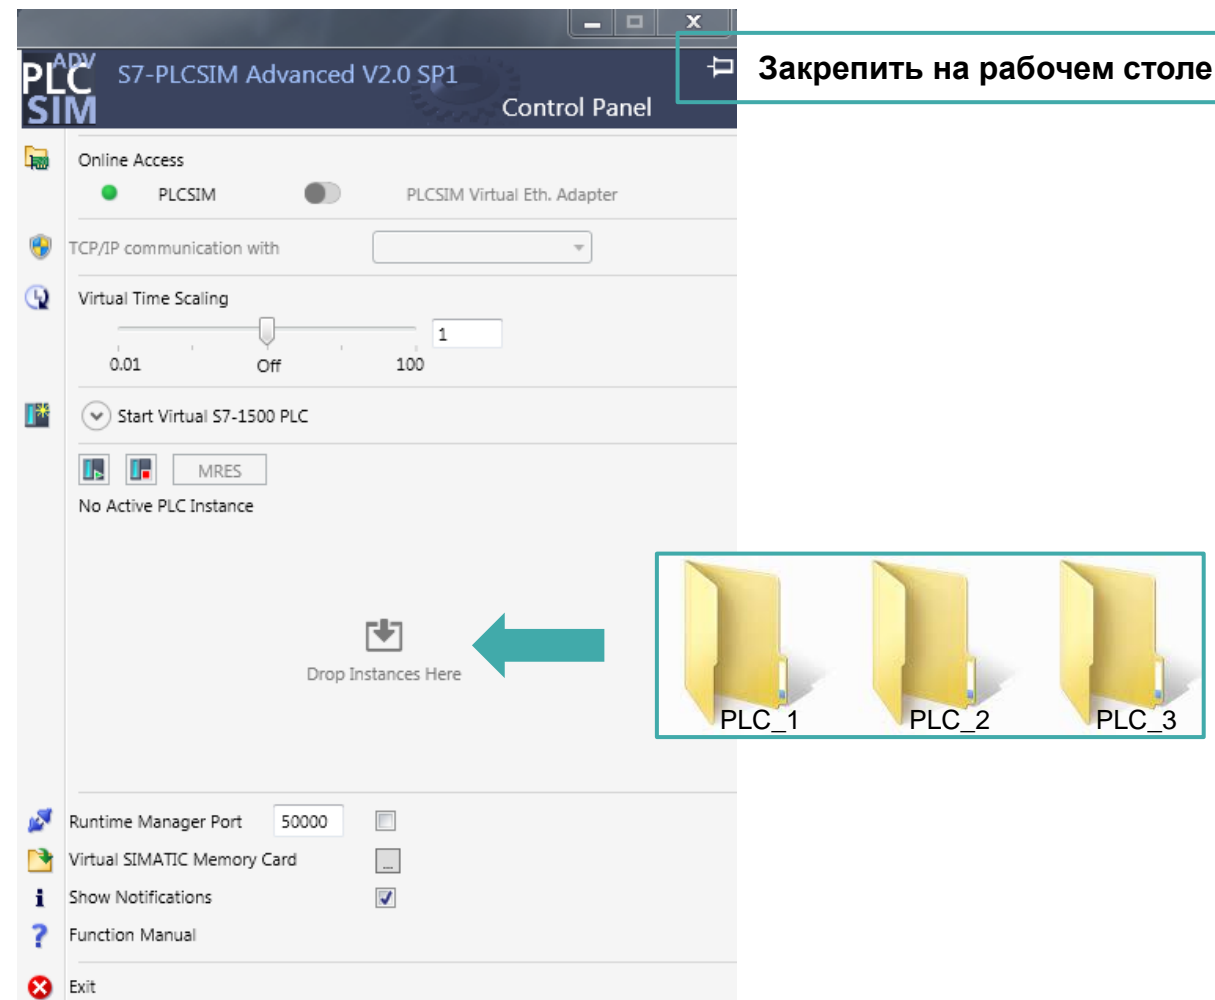 PLC ADV
SIM
S7-PLCSIM Advanced V2.0 SP1
Control Panel
Закрепить на рабочем столе
Online Access
PLCSIM
PLCSIM Virtual Eth. Adapter
TCP/IP communication with
Virtual Time Scaling
1
0.01 Off 100
Start Virtual S7-1500 PLC
MRES
No Active PLC Instance
Drop Instances Here
PLC_1 PLC_2 PLC_3
Runtime Manager Port 50000
Virtual SIMATIC Memory Card ...
Show Notifications
Function Manual
Exit